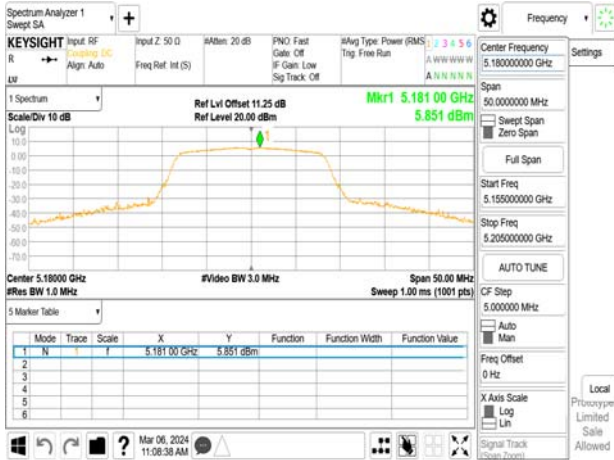 Spectrum Analyzer 1
Swept SA
Frequency
KEYSIGHT
R
Input: RF
Coupling: DC
Align: Auto
Input Z: 50 Ω
Freq Ref: Int (S)
#Atten: 20 dB
PNO: Fast
Gate: Off
IF Gain: Low
Sig Track: Off
#Avg Type: Power (RMS
Trig: Free Run
1 2 3 4 5 6
A W W W W W
A N N N N N
1 Spectrum
Scale/Div 10 dB
Ref Lvl Offset 11.25 dB
Ref Level 20.00 dBm
Mkr1 5.181 00 GHz
5.851 dBm
Log
10.0
0.00
-10.0
-20.0
-30.0
-40.0
-50.0
-60.0
-70.0
1
Center 5.18000 GHz
#Res BW 1.0 MHz
#Video BW 3.0 MHz
Span 50.00 MHz
Sweep 1.00 ms (1001 pts)
5 Marker Table
Mode Trace Scale X Y Function Function Width Function Value
1 N 1 f 5.181 00 GHz 5.851 dBm
2
3
4
5
6
Mar 06, 2024
11:08:38 AM
Center Frequency
5.180000000 GHz
Settings
Span
50.0000000 MHz
Swept Span
Zero Span
Full Span
Start Freq
5.155000000 GHz
Stop Freq
5.205000000 GHz
AUTO TUNE
CF Step
5.000000 MHz
Auto
Man
Freq Offset
0 Hz
X Axis Scale
Log
Lin
Signal Track
(Span Zoom)
Local
Prototype
Limited
Sale
Allowed